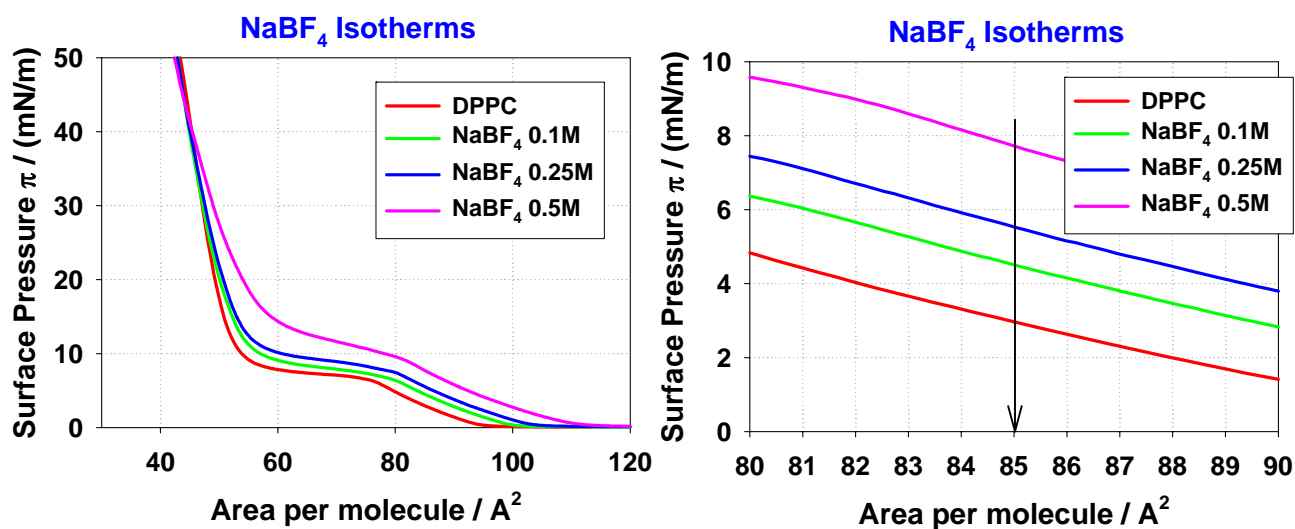 NaBF4 Isotherms
Surface Pressure π / (mN/m)
50
40
30
20
10
0
DPPC
NaBF4 0.1M
NaBF4 0.25M
NaBF4 0.5M
40 60 80 100 120
Area per molecule / A2
NaBF4 Isotherms
Surface Pressure π / (mN/m)
10
8
6
4
2
0
DPPC
NaBF4 0.1M
NaBF4 0.25M
NaBF4 0.5M
80 81 82 83 84 85 86 87 88 89 90
Area per molecule / A2